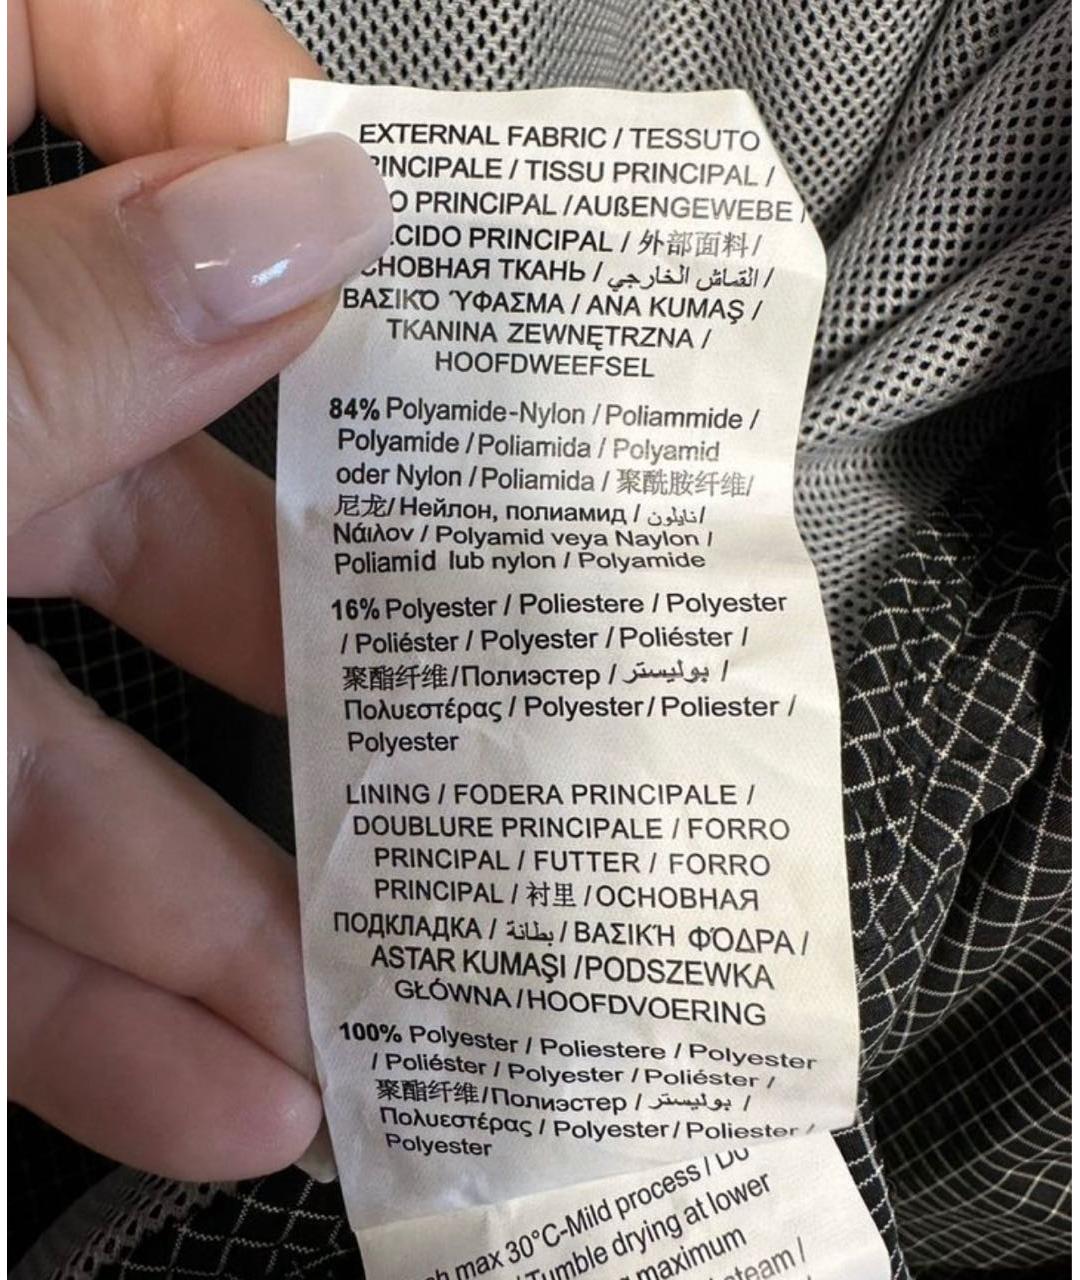 EXTERNAL FABRIC / TESSUTO
PRINCIPALE / TISSU PRINCIPAL /
PRINCIPAL /AUßENGEWEBE /
PRINCIPAL / 外部面料/
ТКАНЬ / القماش الخارجي /
ΒΑΣΙΚΌ ΎΦΑΣΜΑ / ANA KUMAŞ /
TKANINA ZEWNĘTRZNA /
HOOFDWEEFSEL
84% Polyamide-Nylon / Poliammide /
Polyamide / Poliamida / Polyamid
oder Nylon / Poliamida / 聚酰胺纤维/
尼龙/ Нейлон, полиамид / نايلون/
Νάιλον / Polyamid veya Naylon /
Poliamid lub nylon / Polyamide
16% Polyester / Poliestere / Polyester
/ Poliéster / Polyester / Poliéster /
聚酯纤维/Полиэстер / بوليستر /
Πολυεστέρας / Polyester / Poliester /
Polyester
LINING / FODERA PRINCIPALE /
DOUBLURE PRINCIPALE / FORRO
PRINCIPAL / FUTTER / FORRO
PRINCIPAL / 衬里 /ОСНОВНАЯ
ПОДКЛАДКА / بطانة / ΒΑΣΙΚΉ ΦΌΔΡΑ /
ASTAR KUMAŞI /PODSZEWKA
GŁÓWNA / HOOFDVOERING
100% Polyester / Poliestere / Polyester
/ Poliéster / Polyester / Poliéster /
聚酯纤维/Полиэстер / بوليستر /
Πολυεστέρας / Polyester / Poliester /
Polyester
max 30°C-Mild process / Do
/ Tumble drying at lower
maximum
steam /